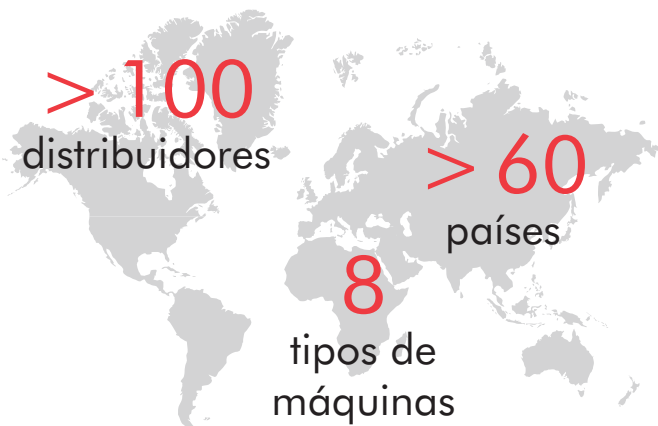 > 100
distribuidores
> 60
países
8
tipos de
máquinas